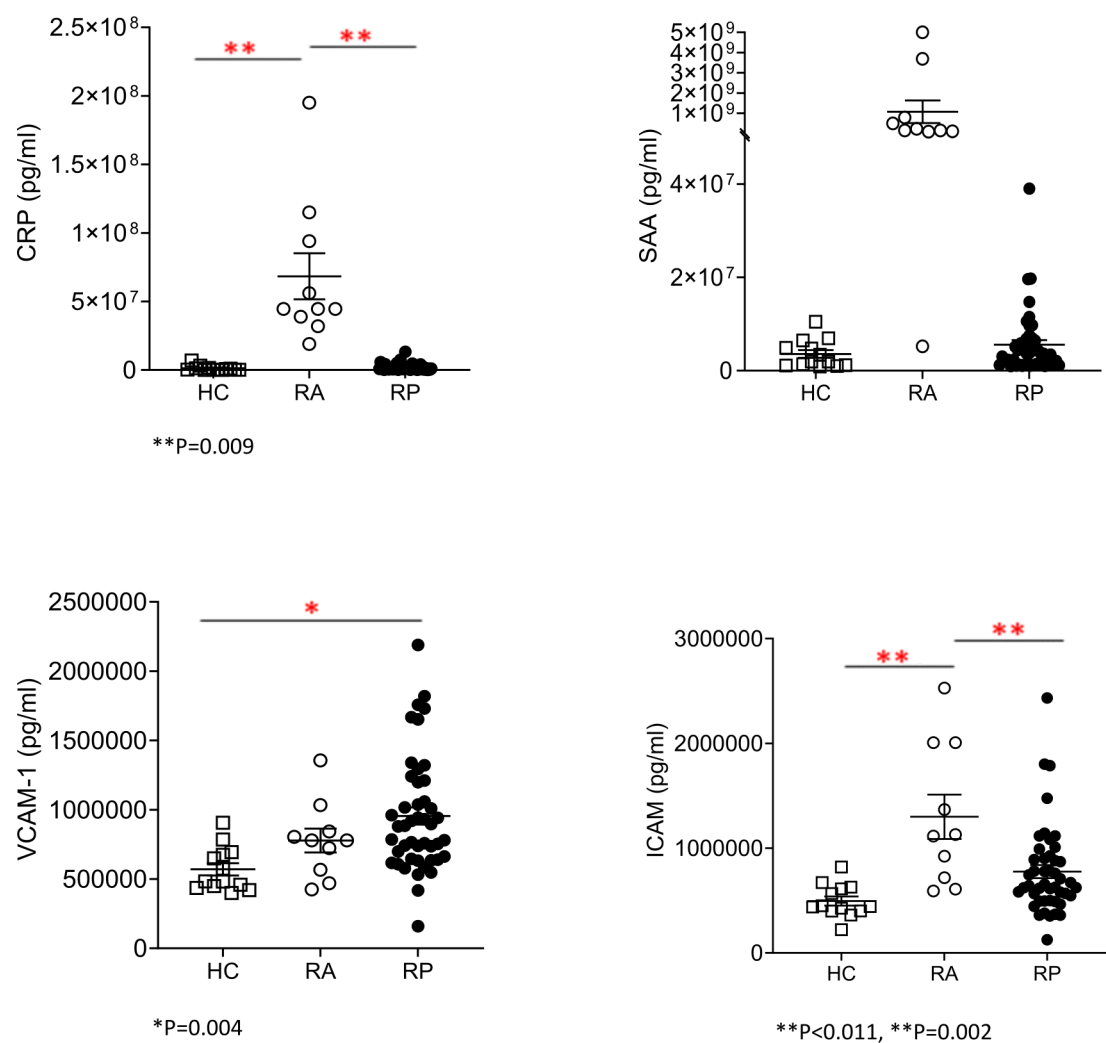 2.5×10⁸
2×10⁸
1.5×10⁸
1×10⁸
5×10⁷
0
CRP (pg/ml)
** **
HC RA RP
**P=0.009
5×10⁹
4×10⁹
3×10⁹
2×10⁹
1×10⁹
4×10⁷
2×10⁷
0
SAA (pg/ml)
HC RA RP
2500000
2000000
1500000
1000000
500000
0
VCAM-1 (pg/ml)
*
HC RA RP
*P=0.004
3000000
2000000
1000000
0
ICAM (pg/ml)
** **
HC RA RP
**P<0.011, **P=0.002